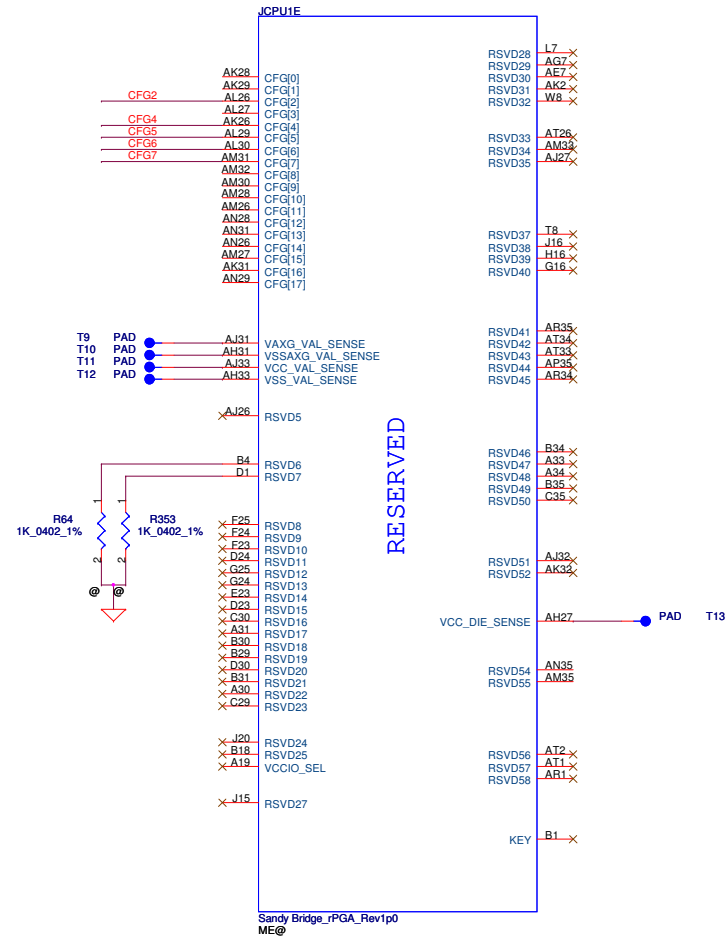 JCPU1E
CFG2
CFG4
CFG5
CFG6
CFG7
AK28 CFG[0]
AK29 CFG[1]
AL26 CFG[2]
AL27 CFG[3]
AK26 CFG[4]
AL29 CFG[5]
AL30 CFG[6]
AM31 CFG[7]
AM32 CFG[8]
AM30 CFG[9]
AM28 CFG[10]
AM26 CFG[11]
AN28 CFG[12]
AN31 CFG[13]
AN26 CFG[14]
AM27 CFG[15]
AK31 CFG[16]
AN29 CFG[17]
T9 PAD AJ31 VAXG_VAL_SENSE
T10 PAD AH31 VSSAXG_VAL_SENSE
T11 PAD AJ33 VCC_VAL_SENSE
T12 PAD AH33 VSS_VAL_SENSE
AJ26 RSVD5
B4 RSVD6
D1 RSVD7
1 1
R64 R353
1K_0402_1% 1K_0402_1%
2 2
@ @
F25 RSVD8
F24 RSVD9
F23 RSVD10
D24 RSVD11
G25 RSVD12
G24 RSVD13
E23 RSVD14
D23 RSVD15
C30 RSVD16
A31 RSVD17
B30 RSVD18
B29 RSVD19
D30 RSVD20
B31 RSVD21
A30 RSVD22
C29 RSVD23
J20 RSVD24
B18 RSVD25
A19 VCCIO_SEL
J15 RSVD27
RESERVED
RSVD28 L7
RSVD29 AG7
RSVD30 AE7
RSVD31 AK2
RSVD32 W8
RSVD33 AT26
RSVD34 AM33
RSVD35 AJ27
RSVD37 T8
RSVD38 J16
RSVD39 H16
RSVD40 G16
RSVD41 AR35
RSVD42 AT34
RSVD43 AT33
RSVD44 AP35
RSVD45 AR34
RSVD46 B34
RSVD47 A33
RSVD48 A34
RSVD49 B35
RSVD50 C35
RSVD51 AJ32
RSVD52 AK32
VCC_DIE_SENSE AH27 PAD T13
RSVD54 AN35
RSVD55 AM35
RSVD56 AT2
RSVD57 AT1
RSVD58 AR1
KEY B1
Sandy Bridge_rPGA_Rev1p0
ME@